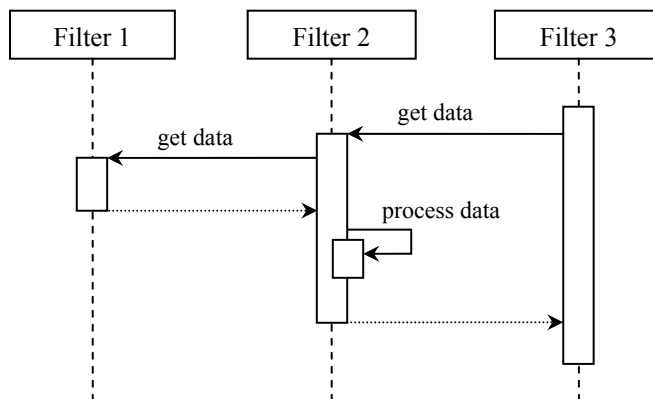 Filter 1
Filter 2
Filter 3
get data
get data
process data